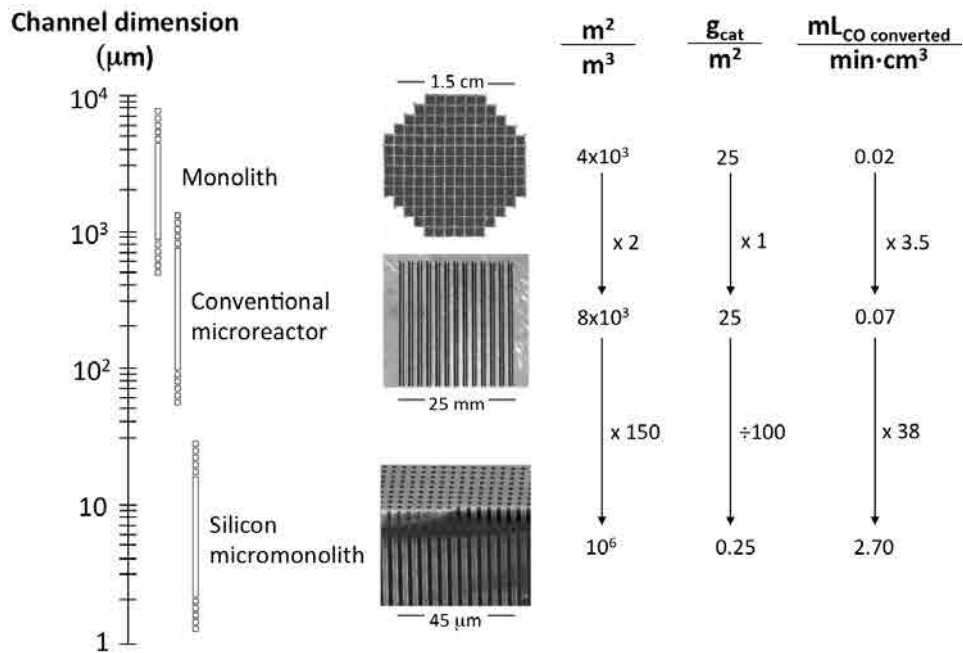 Channel dimension
(μm)
m²
m³
g_cat
m²
mL_CO converted
min·cm³
10⁴
10³
10²
10
1
Monolith
Conventional
microreactor
Silicon
micromonolith
1.5 cm
25 mm
45 μm
4x10³
25
0.02
x 2
x 1
x 3.5
8x10³
25
0.07
x 150
÷100
x 38
10⁶
0.25
2.70